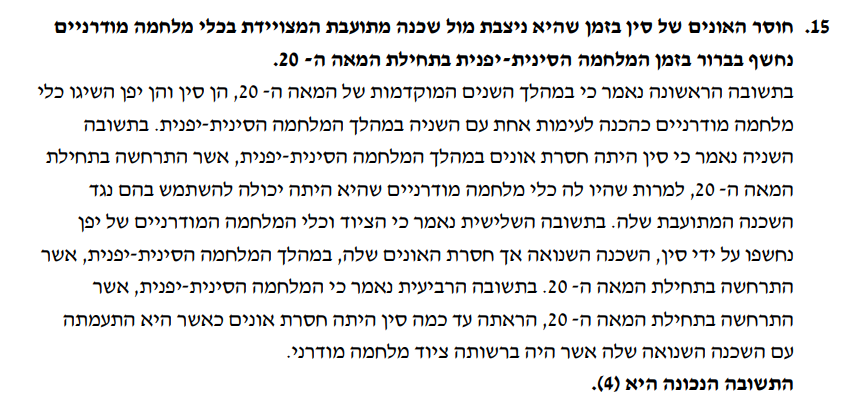 15. חוסר האונים של סין בזמן שהיא ניצבת מול שכנה מתועבת המצויידת בכלי מלחמה מודרניים
נחשף בברור בזמן המלחמה הסינית-יפנית בתחילת המאה ה- 20.
בתשובה הראשונה נאמר כי במהלך השנים המוקדמות של המאה ה- 20, הן סין והן יפן השיגו כלי
מלחמה מודרניים כהכנה לעימות אחת עם השניה במהלך המלחמה הסינית-יפנית. בתשובה
השניה נאמר כי סין היתה חסרת אונים במהלך המלחמה הסינית-יפנית, אשר התרחשה בתחילת
המאה ה- 20, למרות שהיו לה כלי מלחמה מודרניים שהיא היתה יכולה להשתמש בהם נגד
השכנה המתועבת שלה. בתשובה השלישית נאמר כי הציוד וכלי המלחמה המודרניים של יפן
נחשפו על ידי סין, השכנה השנואה אך חסרת האונים שלה, במהלך המלחמה הסינית-יפנית, אשר
התרחשה בתחילת המאה ה- 20. בתשובה הרביעית נאמר כי המלחמה הסינית-יפנית, אשר
התרחשה בתחילת המאה ה- 20, הראתה עד כמה סין היתה חסרת אונים כאשר היא התעמתה
עם השכנה השנואה שלה אשר היה ברשותה ציוד מלחמה מודרני.
התשובה הנכונה היא (4).